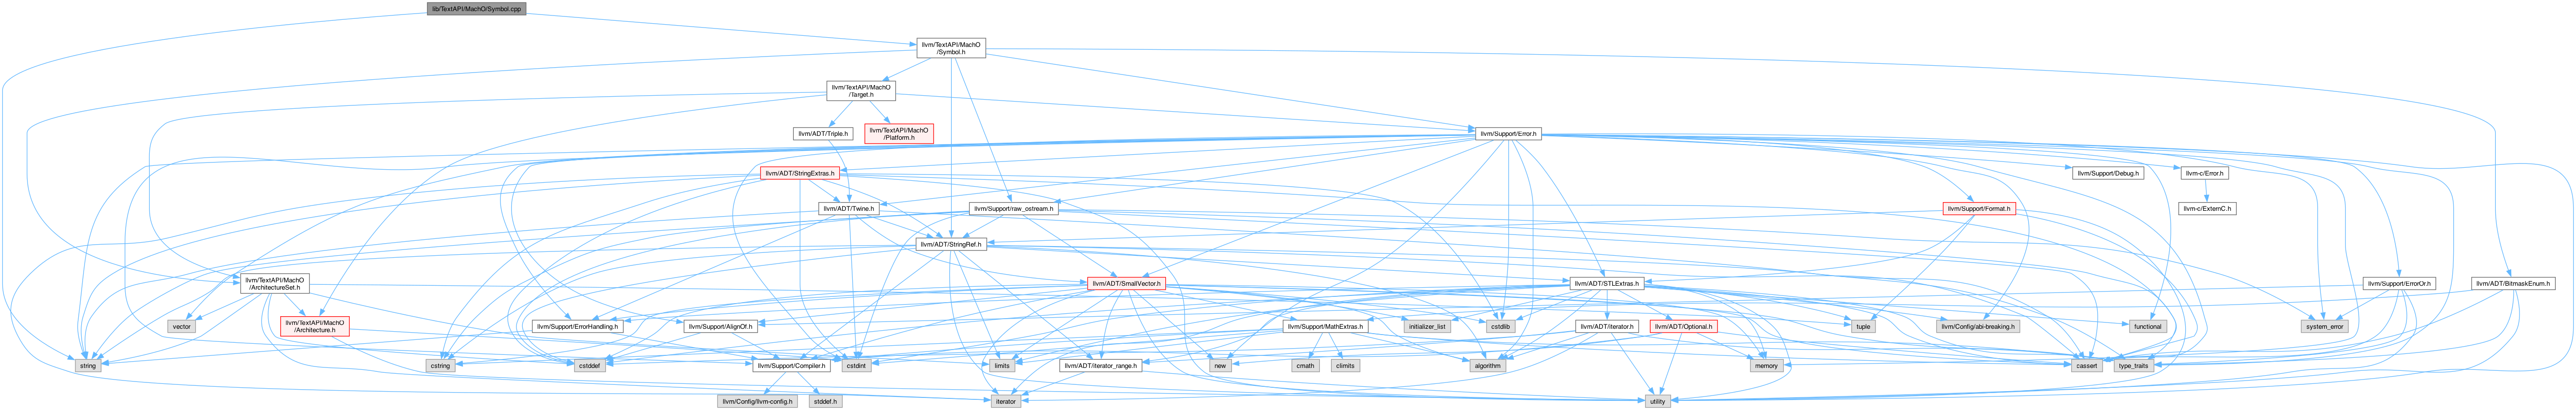 lib/TextAPI/MachO/Symbol.cpp
llvm/TextAPI/MachO
/Symbol.h
llvm/TextAPI/MachO
/Target.h
llvm/ADT/Triple.h
llvm/TextAPI/MachO
/Platform.h
llvm/Support/Error.h
llvm/ADT/StringExtras.h
llvm/Support/Debug.h
llvm-c/Error.h
llvm/ADT/Twine.h
llvm/Support/raw_ostream.h
llvm/Support/Format.h
llvm-c/ExternC.h
llvm/ADT/StringRef.h
llvm/TextAPI/MachO
/ArchitectureSet.h
llvm/ADT/SmallVector.h
llvm/ADT/STLExtras.h
llvm/Support/ErrorOr.h
llvm/ADT/BitmaskEnum.h
vector
llvm/TextAPI/MachO
/Architecture.h
llvm/Support/ErrorHandling.h
llvm/Support/AlignOf.h
initializer_list
cstdlib
llvm/Support/MathExtras.h
llvm/ADT/iterator.h
llvm/ADT/Optional.h
tuple
llvm/Config/abi-breaking.h
functional
system_error
string
cstring
cstddef
llvm/Support/Compiler.h
cstdint
limits
llvm/ADT/iterator_range.h
new
cmath
climits
algorithm
memory
cassert
type_traits
llvm/Config/llvm-config.h
stddef.h
iterator
utility